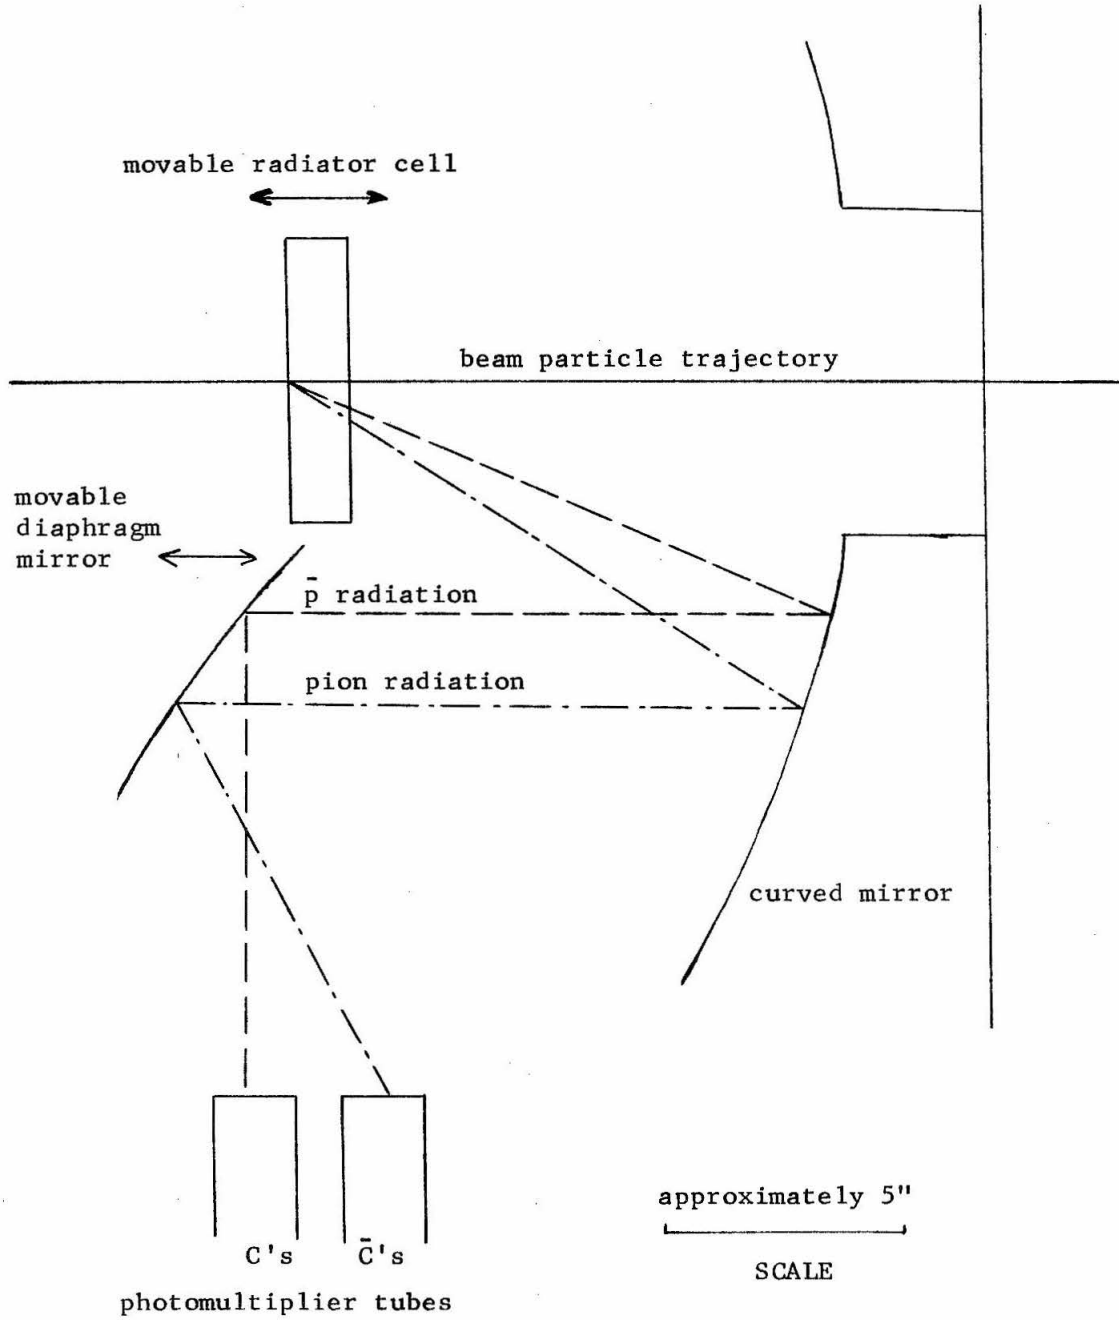 movable radiator cell
beam particle trajectory
movable
diaphragm
mirror
p̄ radiation
pion radiation
curved mirror
approximately 5"
SCALE
C's C̄'s
photomultiplier tubes